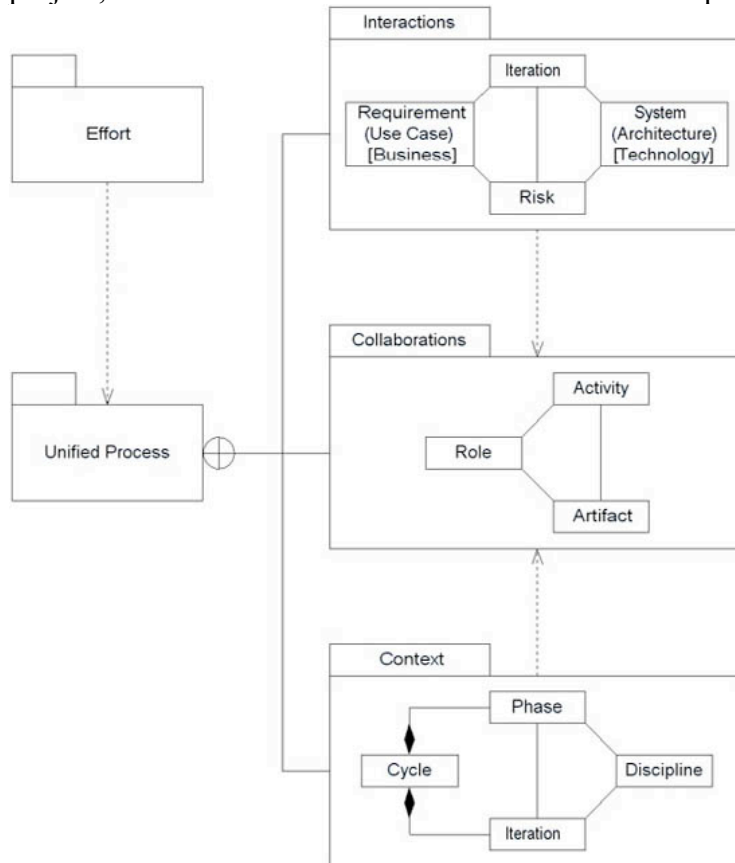 Interactions
Iteration
Effort
Requirement
(Use Case)
[Business]
System
(Architecture)
[Technology]
Risk
Collaborations
Activity
Unified Process
Role
Artifact
Context
Phase
Cycle
Discipline
Iteration